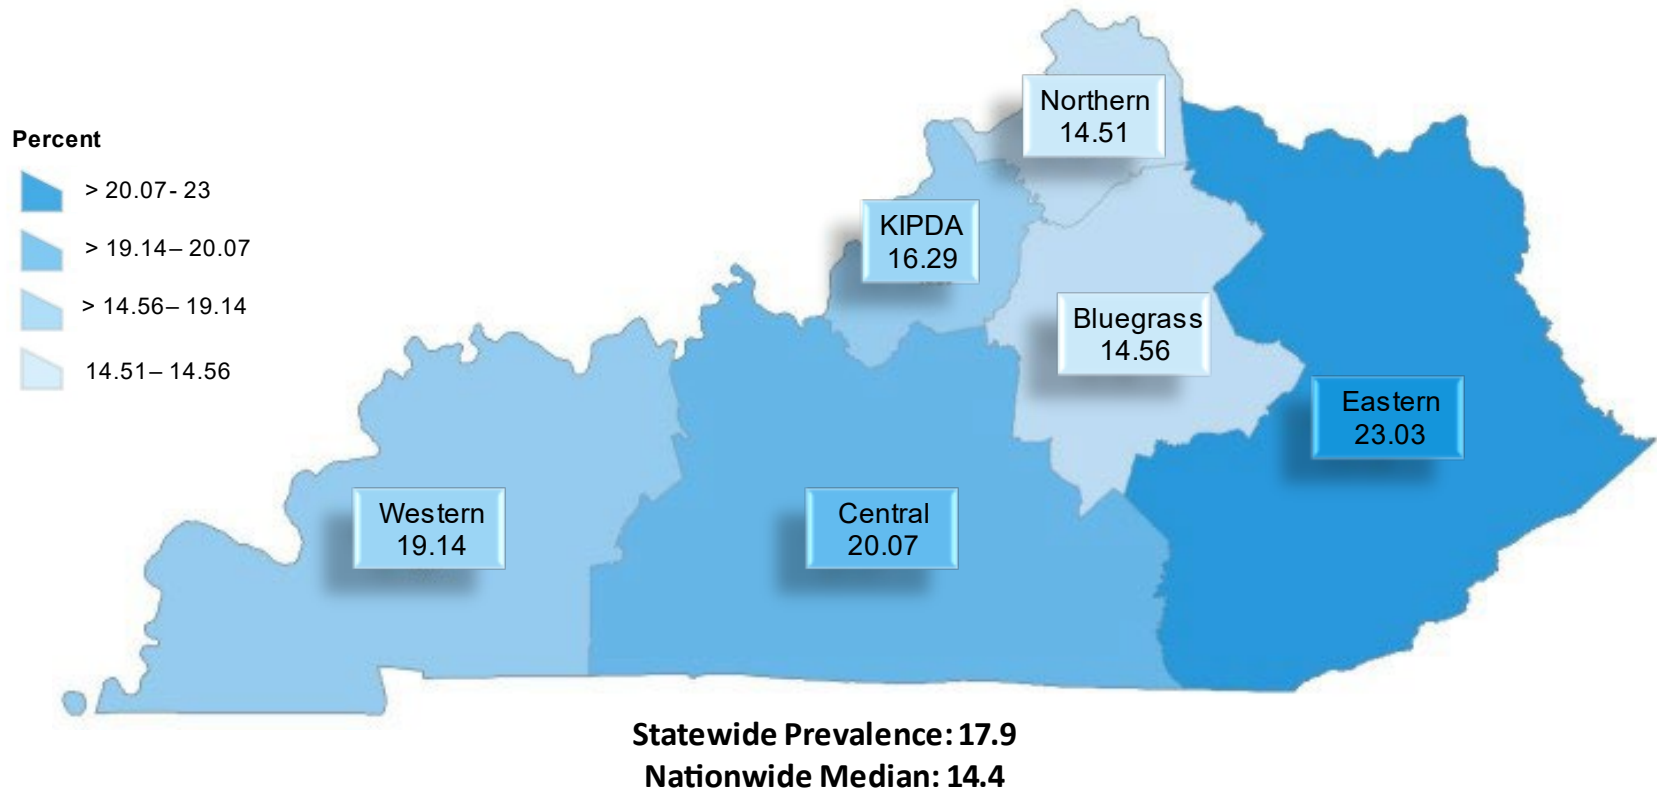 Percent
> 20.07- 23
> 19.14– 20.07
> 14.56– 19.14
14.51– 14.56
Northern
14.51
KIPDA
16.29
Bluegrass
14.56
Eastern
23.03
Western
19.14
Central
20.07
Statewide Prevalence: 17.9
Nationwide Median: 14.4